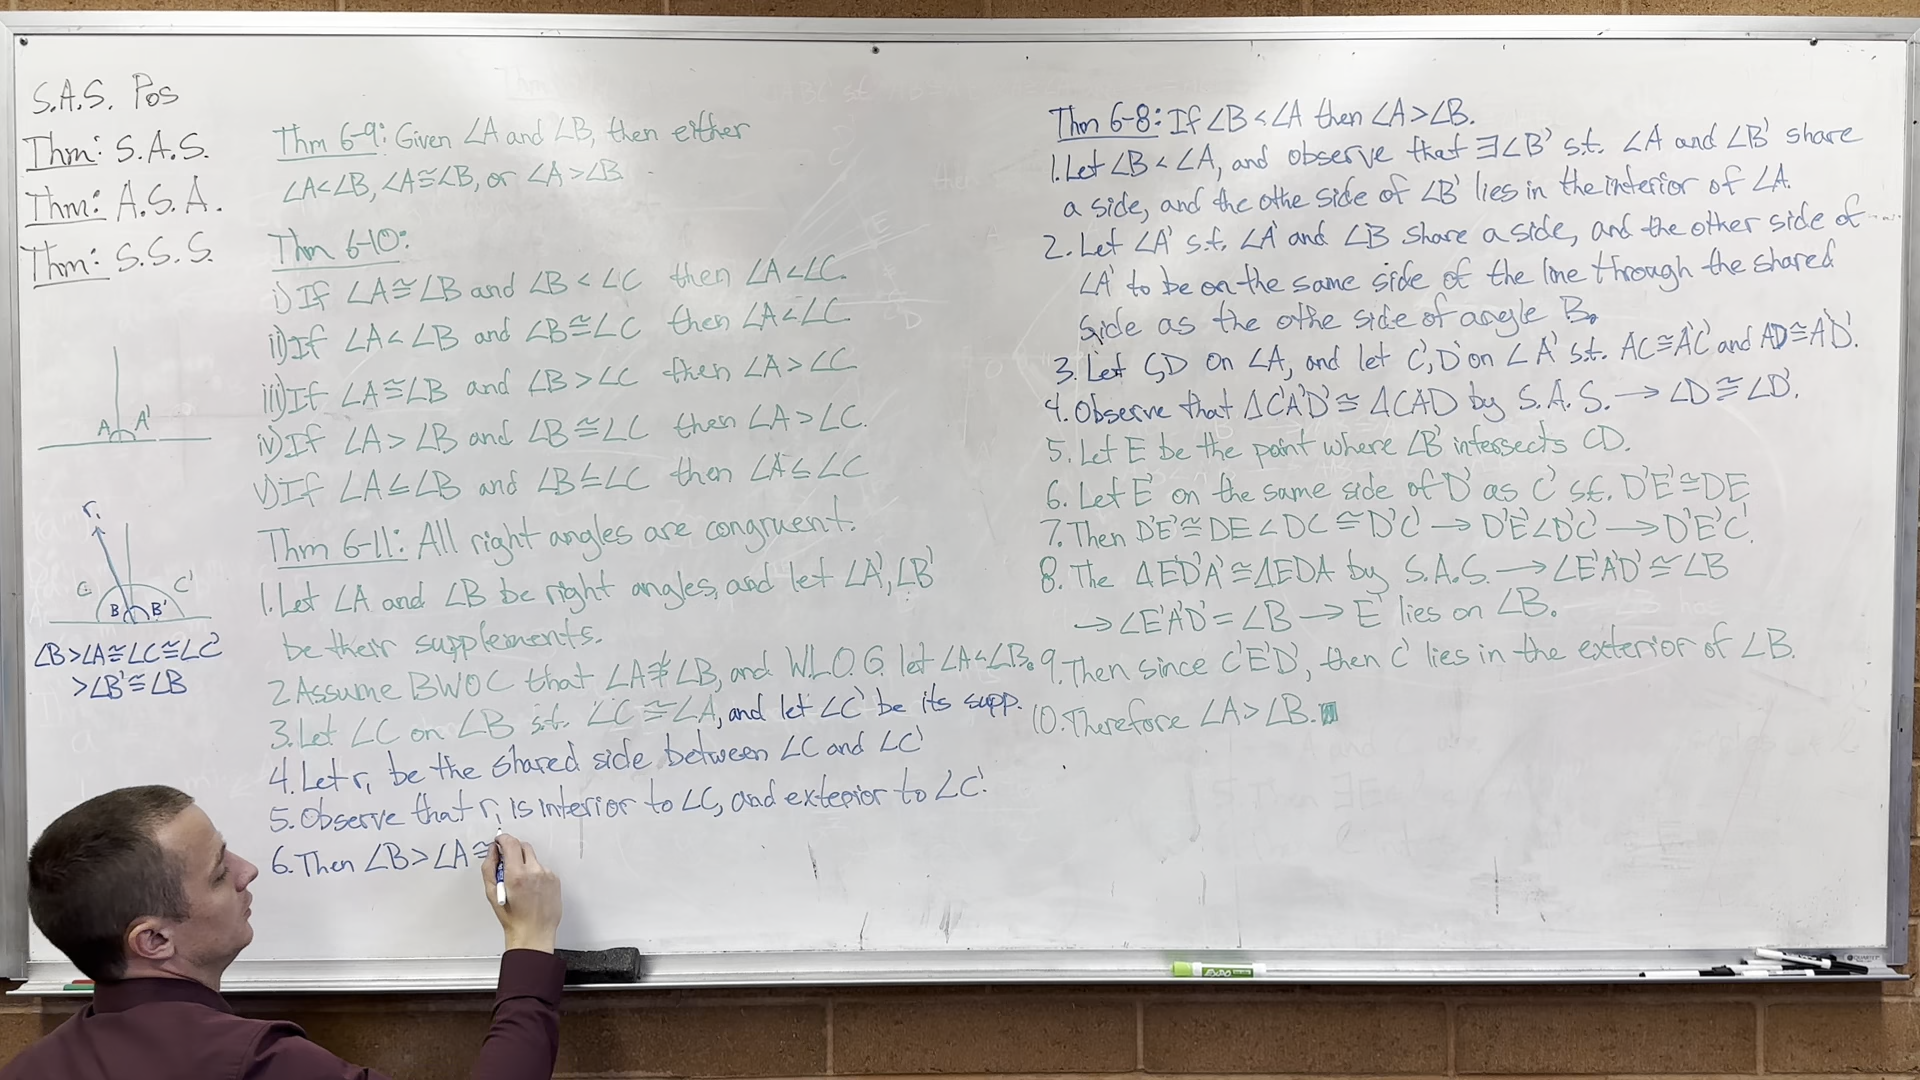 S.A.S. Pos
Thm: S.A.S.
Thm: A.S.A.
Thm: S.S.S.
A A'
r₁
C C'
B B'
∠B>∠A≅∠C≅∠C'
>∠B'≅∠B
Thm 6-9: Given ∠A and ∠B, then either
∠A<∠B, ∠A≅∠B, or ∠A>∠B
Thm 6-10:
i) If ∠A≅∠B and ∠B<∠C then ∠A<∠C.
ii) If ∠A<∠B and ∠B≅∠C then ∠A<∠C.
iii) If ∠A≅∠B and ∠B>∠C then ∠A>∠C.
iv) If ∠A>∠B and ∠B≅∠C then ∠A>∠C.
v) If ∠A≤∠B and ∠B≤∠C then ∠A≤∠C
Thm 6-11: All right angles are congruent.
1. Let ∠A and ∠B be right angles, and let ∠A', ∠B'
be their supplements.
2. Assume BWOC that ∠A≇∠B, and W.L.O.G. let ∠A<∠B.
3. Let ∠C on ∠B s.t. ∠C≅∠A, and let ∠C' be its supp.
4. Let r₁ be the shared side between ∠C and ∠C'
5. Observe that r₁ is interior to ∠C, and exterior to ∠C'.
6. Then ∠B>∠A≅
Thm 6-8: If ∠B<∠A then ∠A>∠B.
1. Let ∠B<∠A, and observe that ∃∠B' s.t. ∠A and ∠B' share
a side, and the othe side of ∠B' lies in the interior of ∠A.
2. Let ∠A' s.t. ∠A' and ∠B share a side, and the other side of
∠A' to be on the same side of the line through the shared
side as the othe side of angle B.
3. Let C,D on ∠A, and let C',D' on ∠A' s.t. AC≅A'C' and AD≅A'D'.
4. Observe that ΔC'A'D'≅ΔCAD by S.A.S. → ∠D≅∠D'.
5. Let E be the point where ∠B' intersects CD.
6. Let E' on the same side of D' as C' s.t. D'E'≅DE
7. Then D'E'≅DE<DC≅D'C' → D'E'<D'C' → D'E'C'.
8. The ΔE'D'A'≅ΔEDA by S.A.S. → ∠E'A'D'≅∠B
→ ∠E'A'D'=∠B → E' lies on ∠B.
9. Then since C'E'D', then C' lies in the exterior of ∠B.
10. Therefore ∠A>∠B.